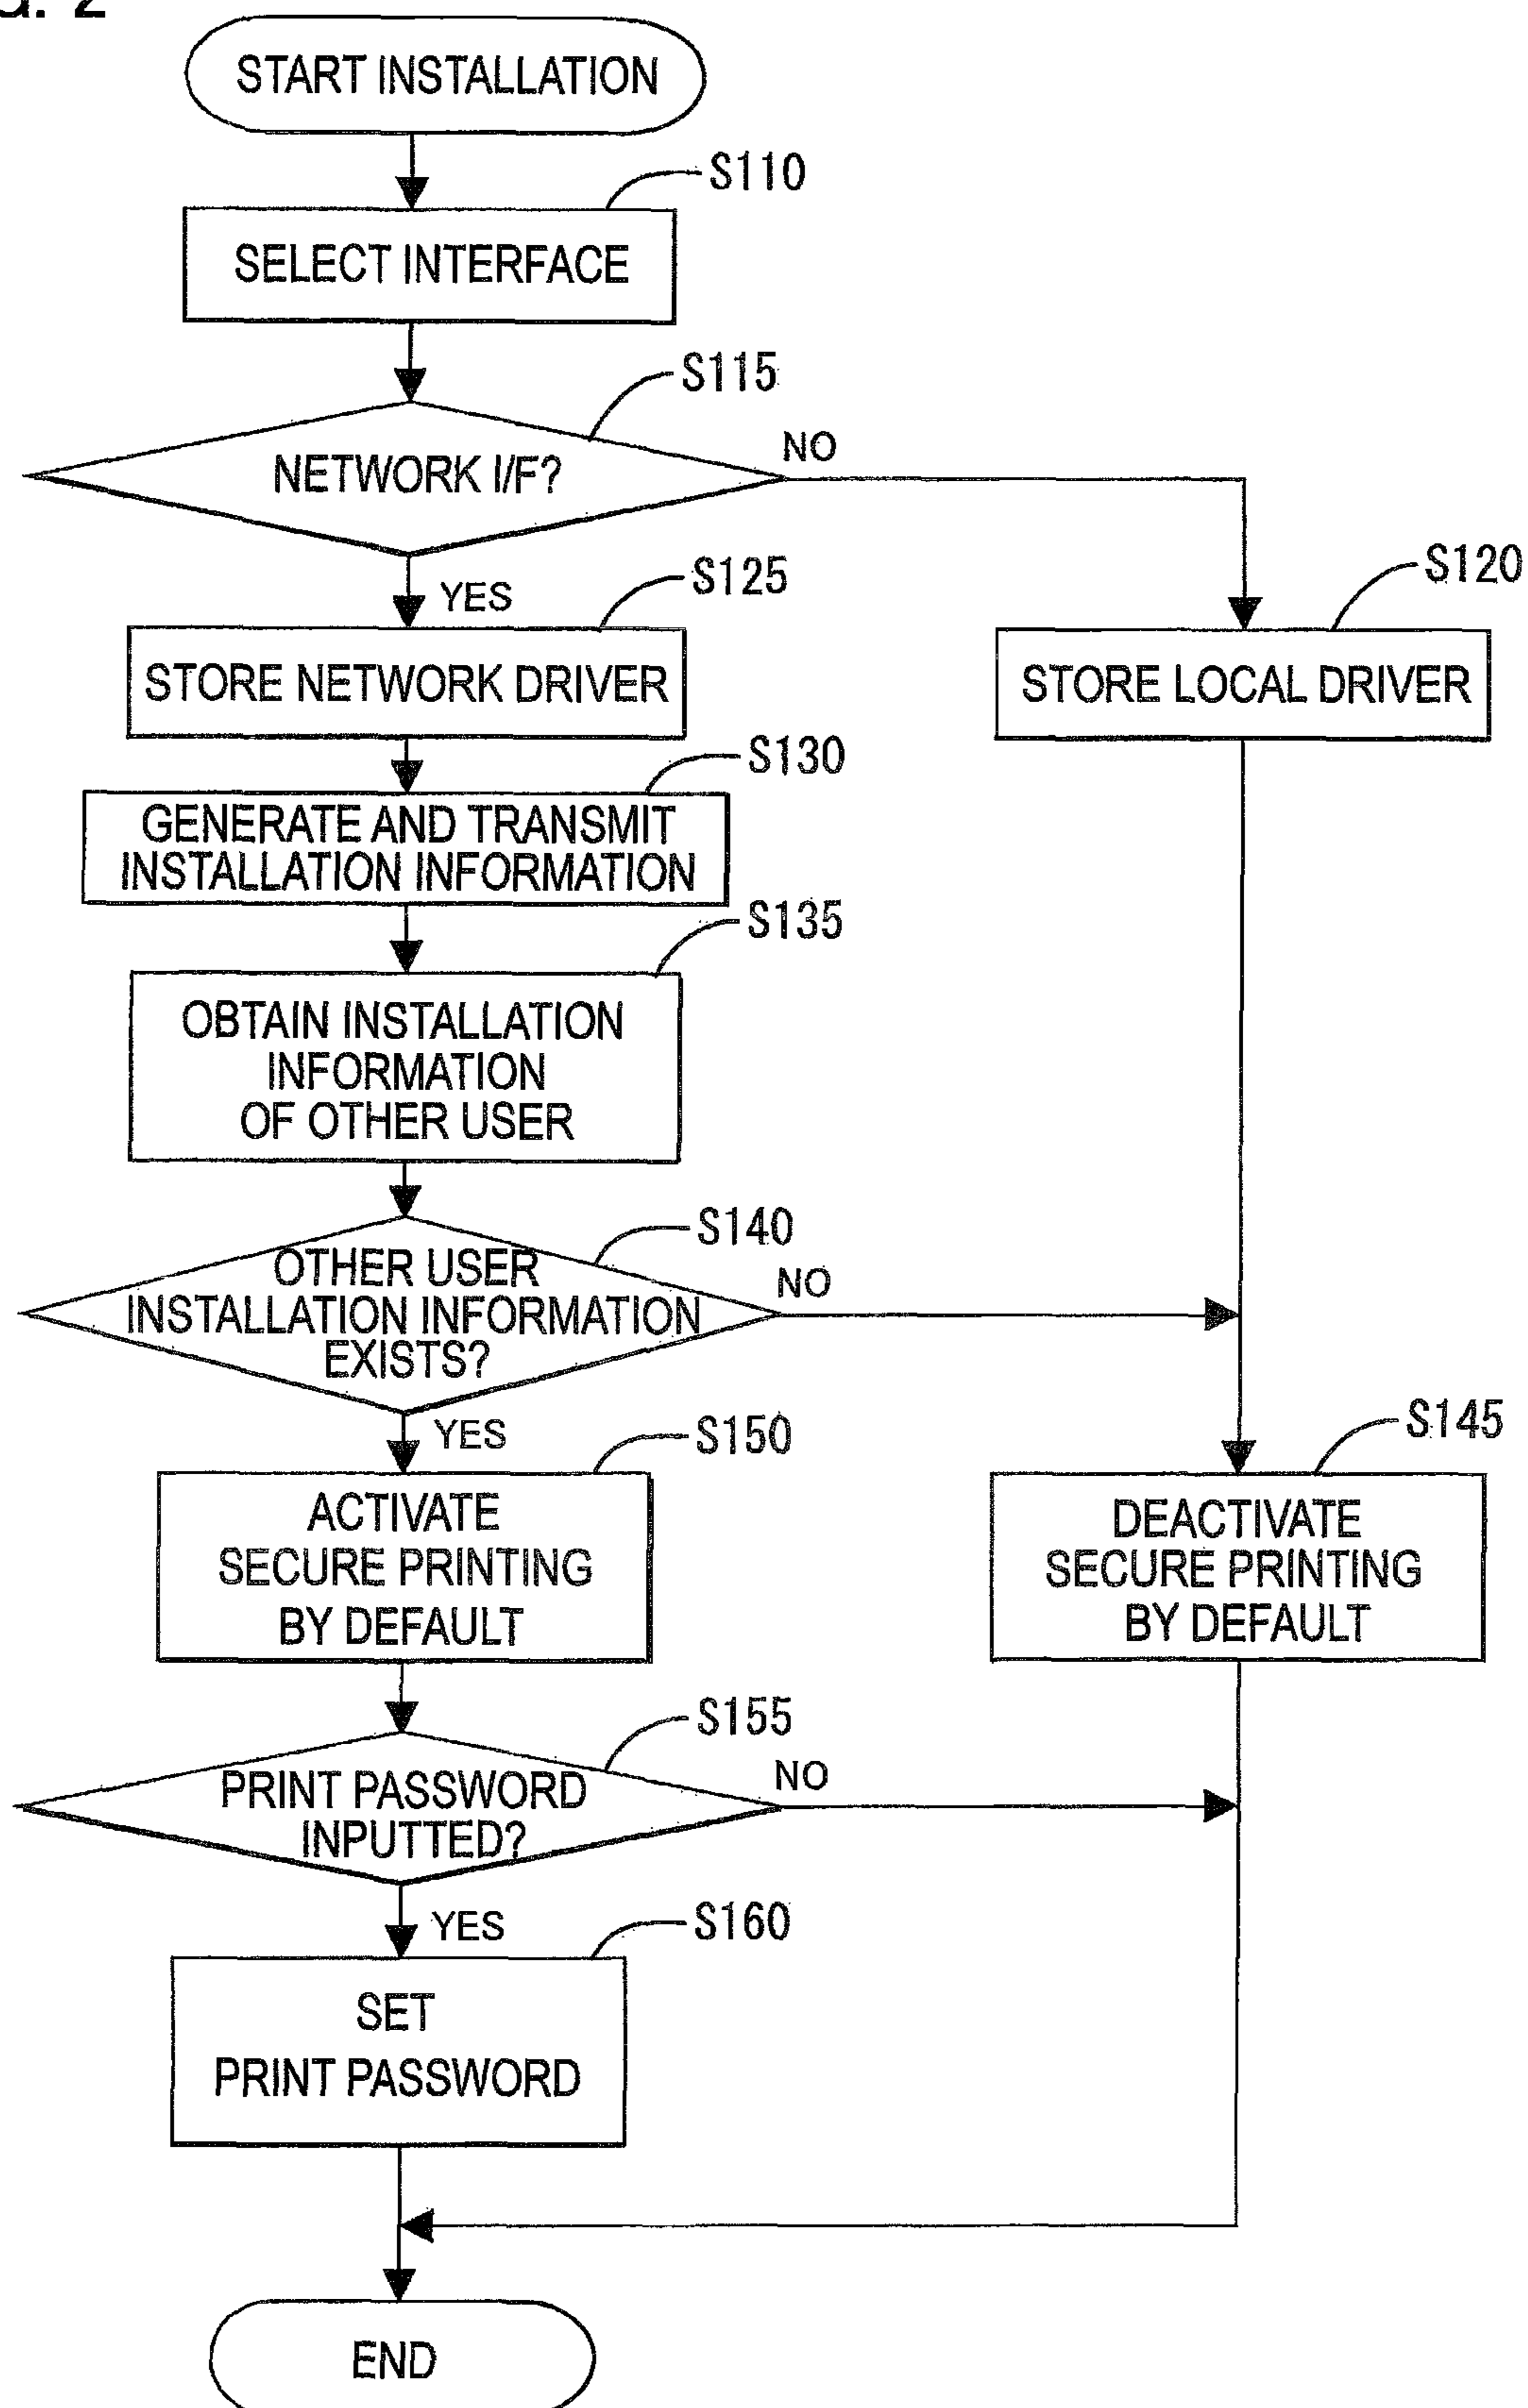 START INSTALLATION
S110
SELECT INTERFACE
S115
NETWORK I/F?
NO
YES
S125
S120
STORE NETWORK DRIVER
STORE LOCAL DRIVER
S130
GENERATE AND TRANSMIT
INSTALLATION INFORMATION
S135
OBTAIN INSTALLATION
INFORMATION
OF OTHER USER
S140
OTHER USER
INSTALLATION INFORMATION
EXISTS?
NO
YES
S150
S145
ACTIVATE
SECURE PRINTING
BY DEFAULT
DEACTIVATE
SECURE PRINTING
BY DEFAULT
S155
PRINT PASSWORD
INPUTTED?
NO
YES
S160
SET
PRINT PASSWORD
END